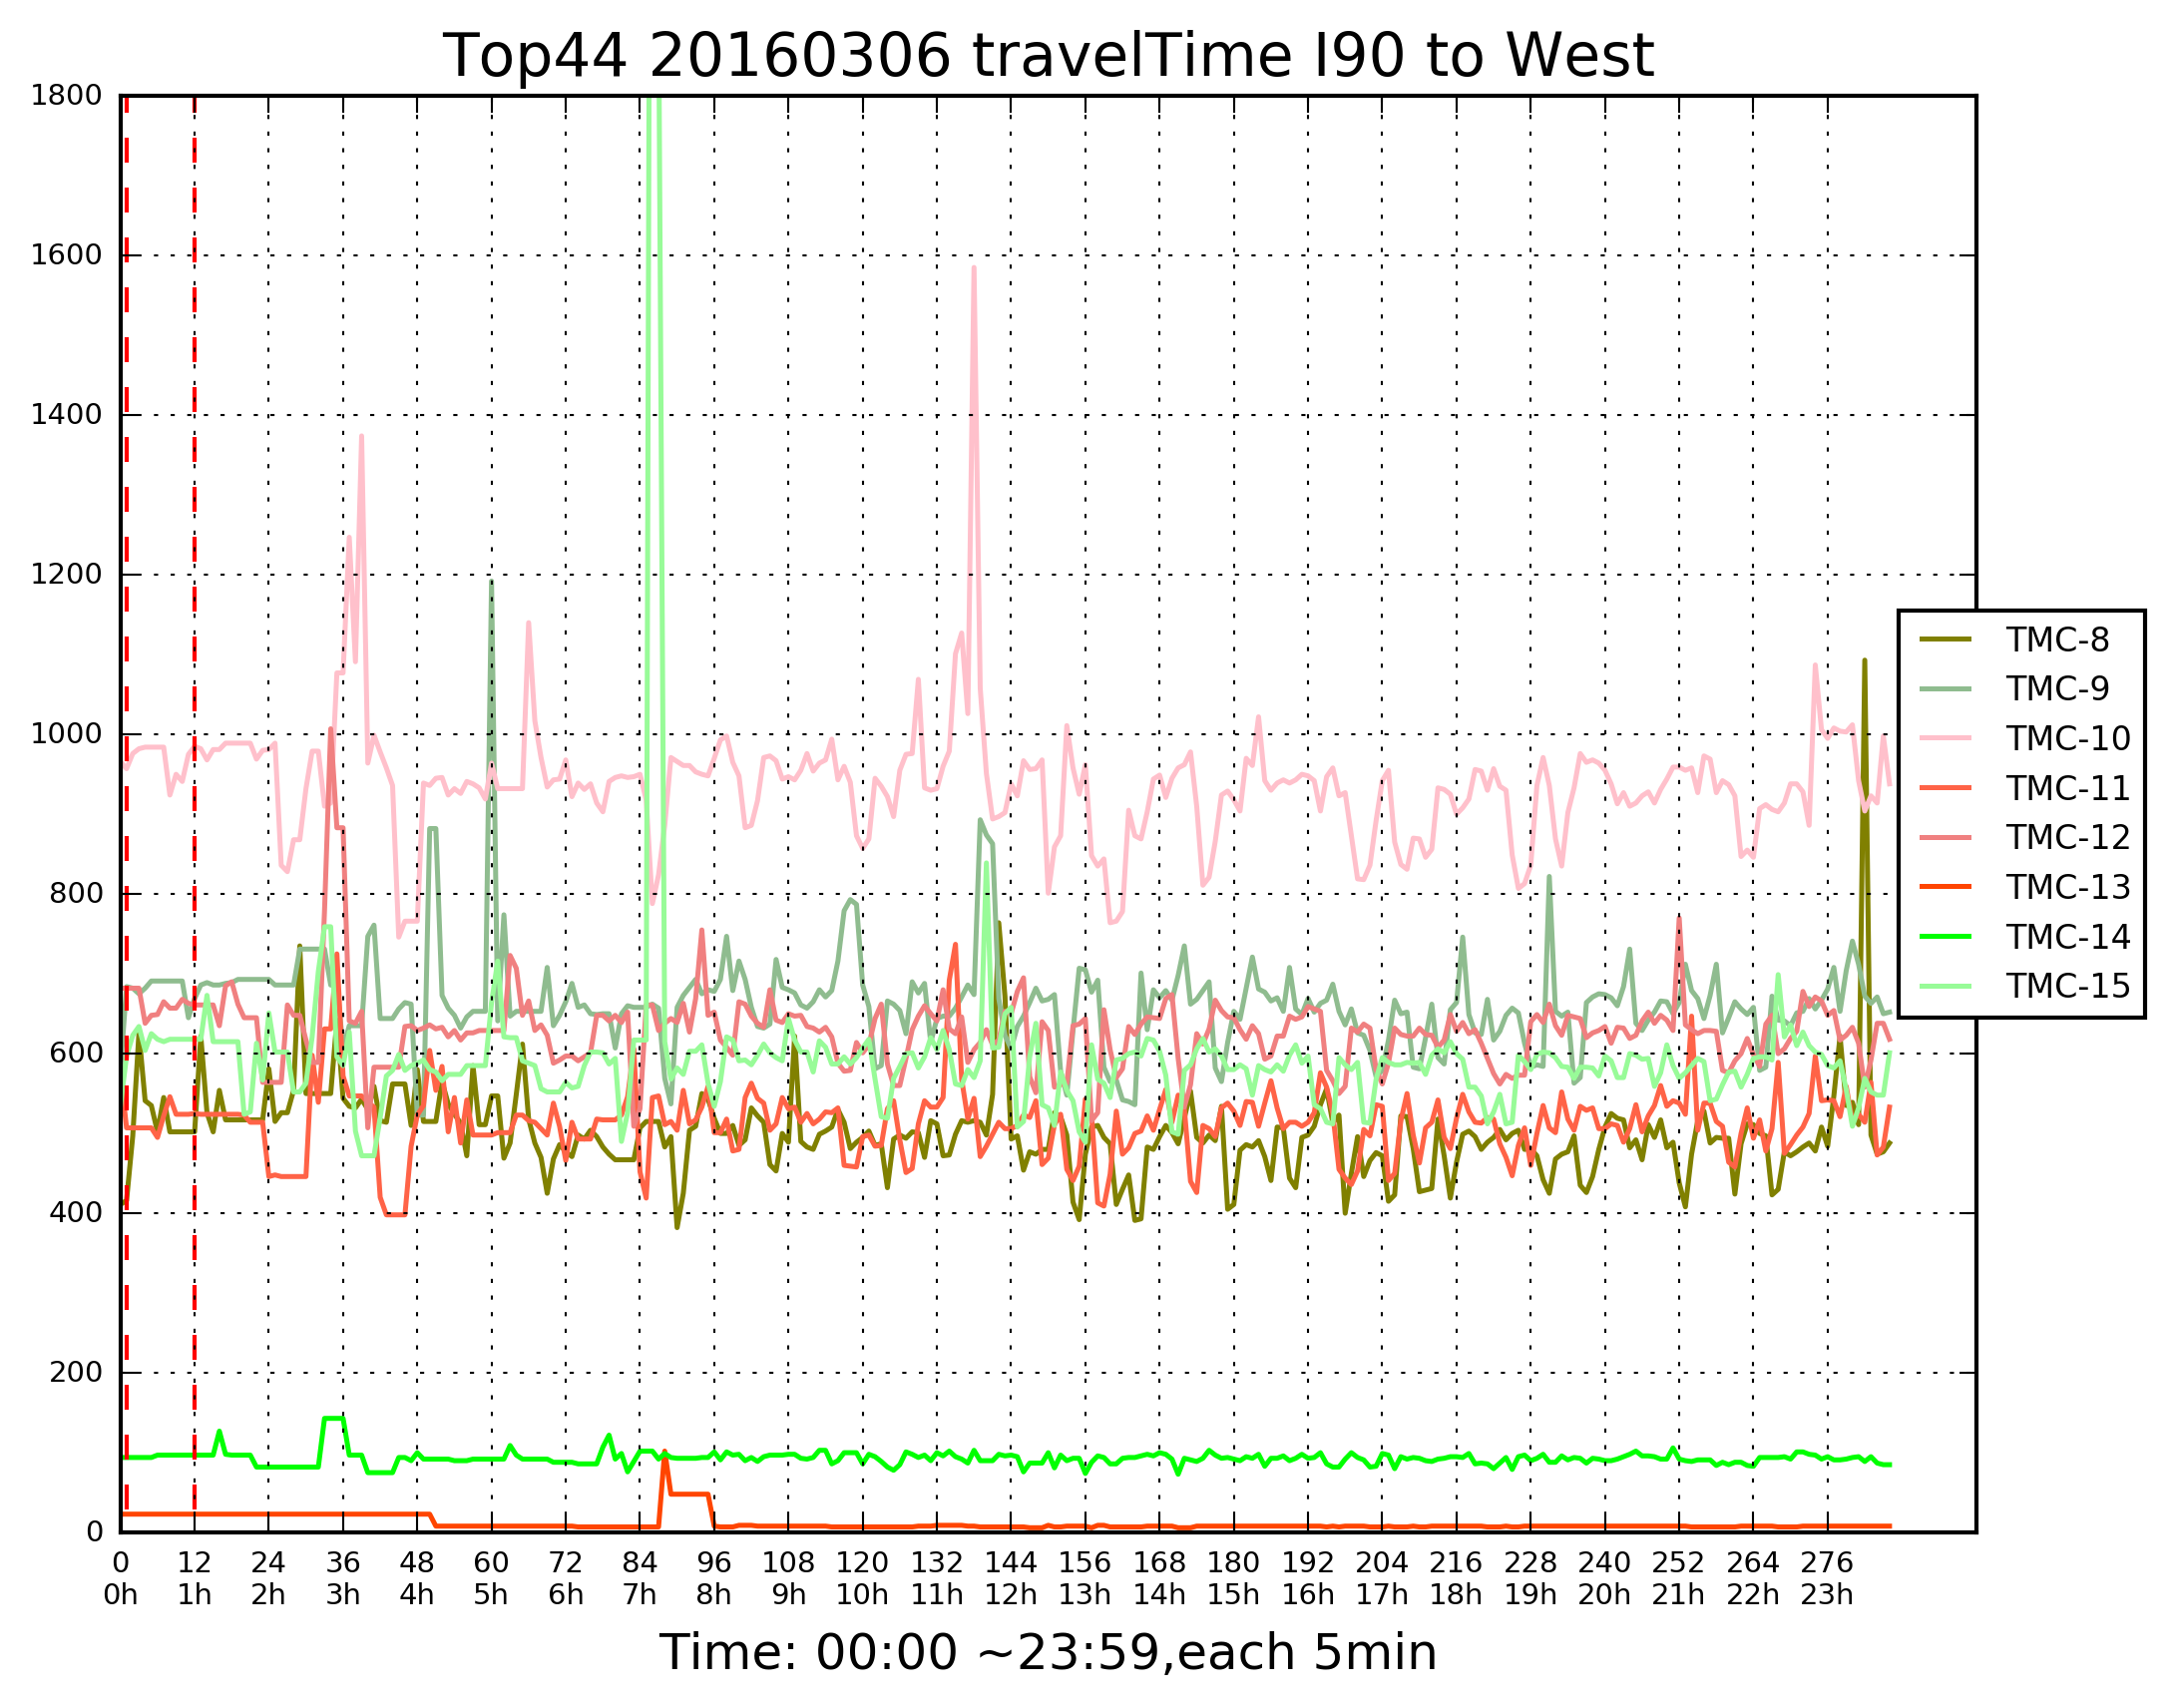 Top44 20160306 travelTime I90 to West
1800
1600
1400
1200
1000
800
600
400
200
0
TMC-8
TMC-9
TMC-10
TMC-11
TMC-12
TMC-13
TMC-14
TMC-15
0 12 24 36 48 60 72 84 96 108 120 132 144 156 168 180 192 204 216 228 240 252 264 276
0h 1h 2h 3h 4h 5h 6h 7h 8h 9h 10h 11h 12h 13h 14h 15h 16h 17h 18h 19h 20h 21h 22h 23h
Time: 00:00 ~23:59,each 5min